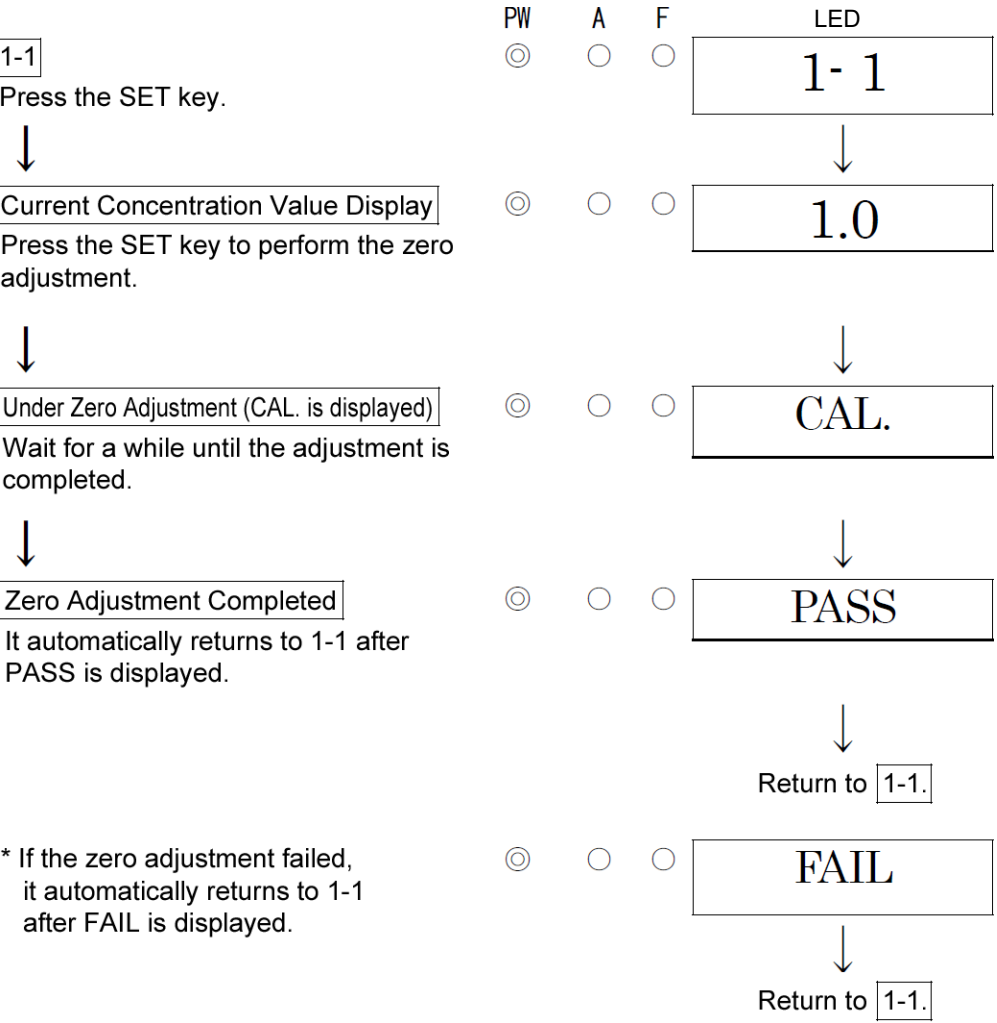 PW A F LED
1-1
1- 1
Press the SET key.
Current Concentration Value Display
1.0
Press the SET key to perform the zero
adjustment.
Under Zero Adjustment (CAL. is displayed)
CAL.
Wait for a while until the adjustment is
completed.
Zero Adjustment Completed
PASS
It automatically returns to 1-1 after
PASS is displayed.
Return to 1-1.
* If the zero adjustment failed,
it automatically returns to 1-1
after FAIL is displayed.
FAIL
Return to 1-1.